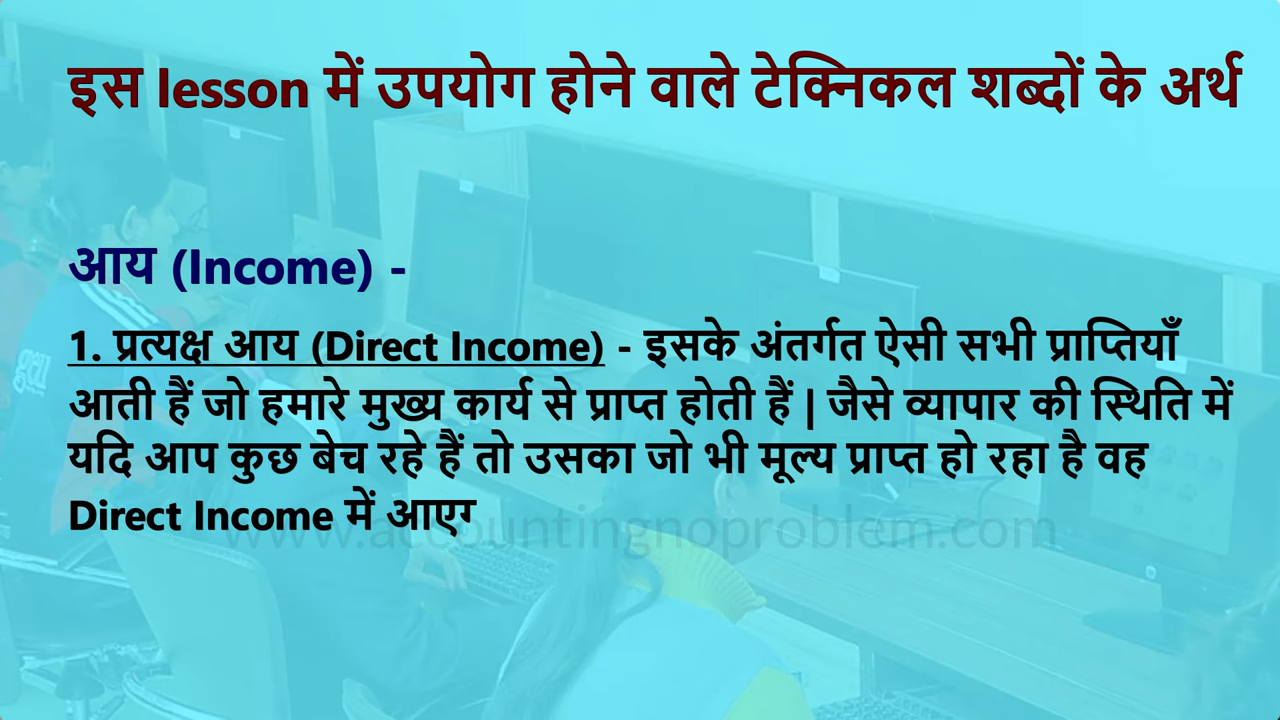 इस lesson में उपयोग होने वाले टेक्निकल शब्दों के अर्थ
आय (Income) -
1. प्रत्यक्ष आय (Direct Income) - इसके अंतर्गत ऐसी सभी प्राप्तियाँ
आती हैं जो हमारे मुख्य कार्य से प्राप्त होती हैं | जैसे व्यापार की स्थिति में
यदि आप कुछ बेच रहे हैं तो उसका जो भी मूल्य प्राप्त हो रहा है वह
Direct Income में आएग
www.accountingnoproblem.com